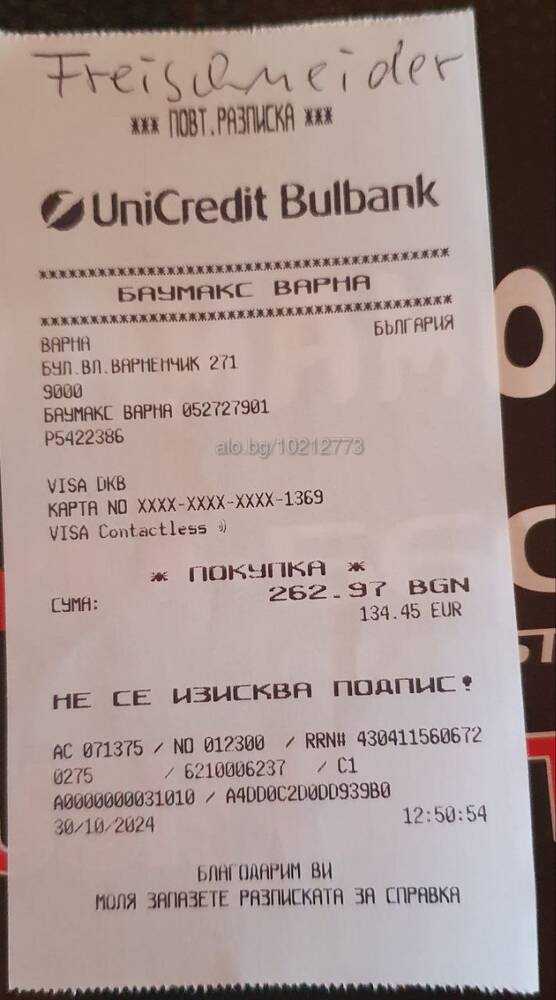 Freischneider
*** ПОВТ.РАЗПИСКА ***
UniCredit Bulbank
БАУМАКС ВАРНА
ВАРНА БЪЛГАРИЯ
БУЛ.ВЛ.ВАРНЕНЧИК 271
9000
БАУМАКС ВАРНА 052727901
P5422386
alo.bg/10212773
VISA DKB
КАРТА NO XXXX-XXXX-XXXX-1369
VISA Contactless
* ПОКУПКА *
СУМА: 262.97 BGN
134.45 EUR
НЕ СЕ ИЗИСКВА ПОДПИС!
AC 071375 / NO 012300 / RRN# 430411560672
0275 / 6210006237 / C1
A0000000031010 / A4DD0C2D0DD939B0
30/10/2024 12:50:54
БЛАГОДАРИМ ВИ
МОЛЯ ЗАПАЗЕТЕ РАЗПИСКАТА ЗА СПРАВКА